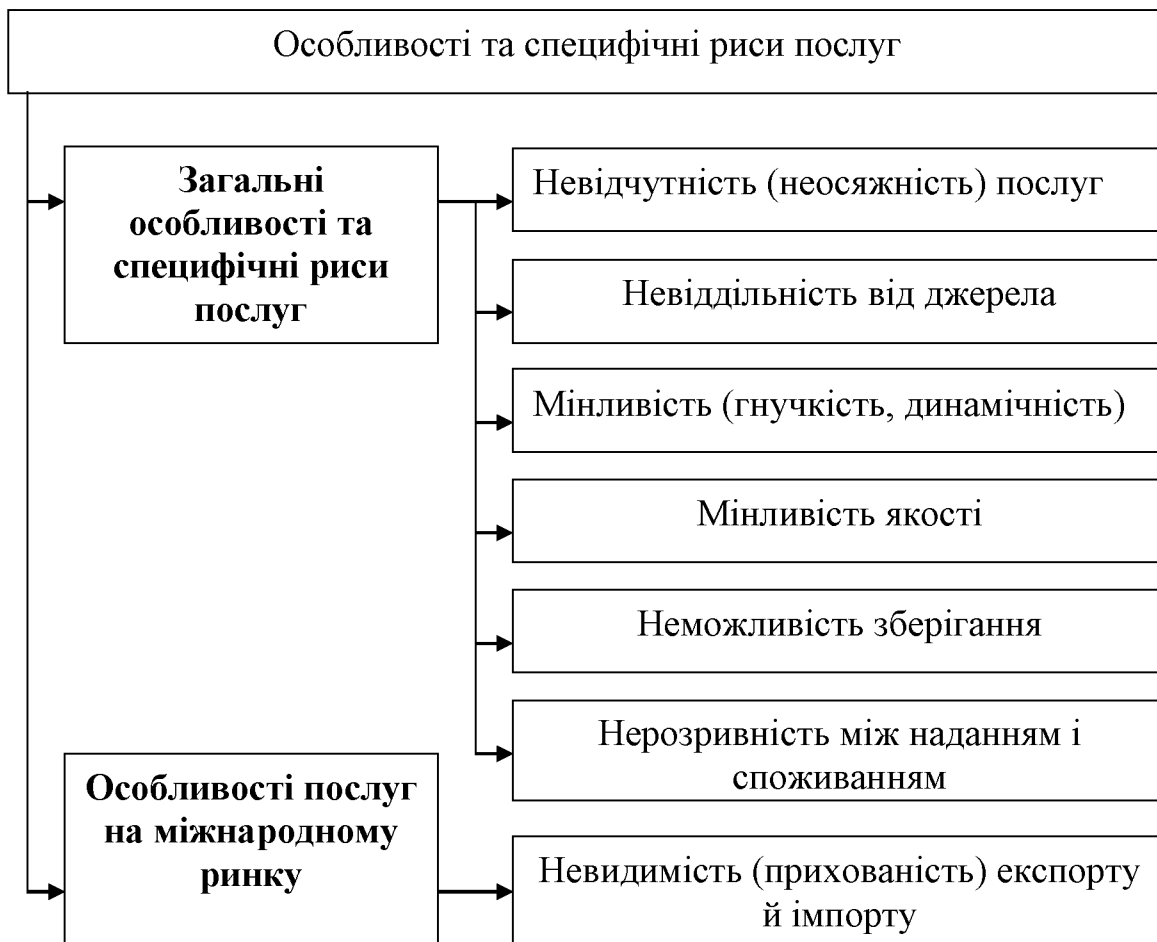 Особливості та специфічні риси послуг
Загальні
особливості та
специфічні риси
послуг
Невідчутність (неосяжність) послуг
Невіддільність від джерела
Мінливість (гнучкість, динамічність)
Мінливість якості
Неможливість зберігання
Нерозривність між наданням і
споживанням
Особливості послуг
на міжнародному
ринку
Невидимість (прихованість) експорту
й імпорту